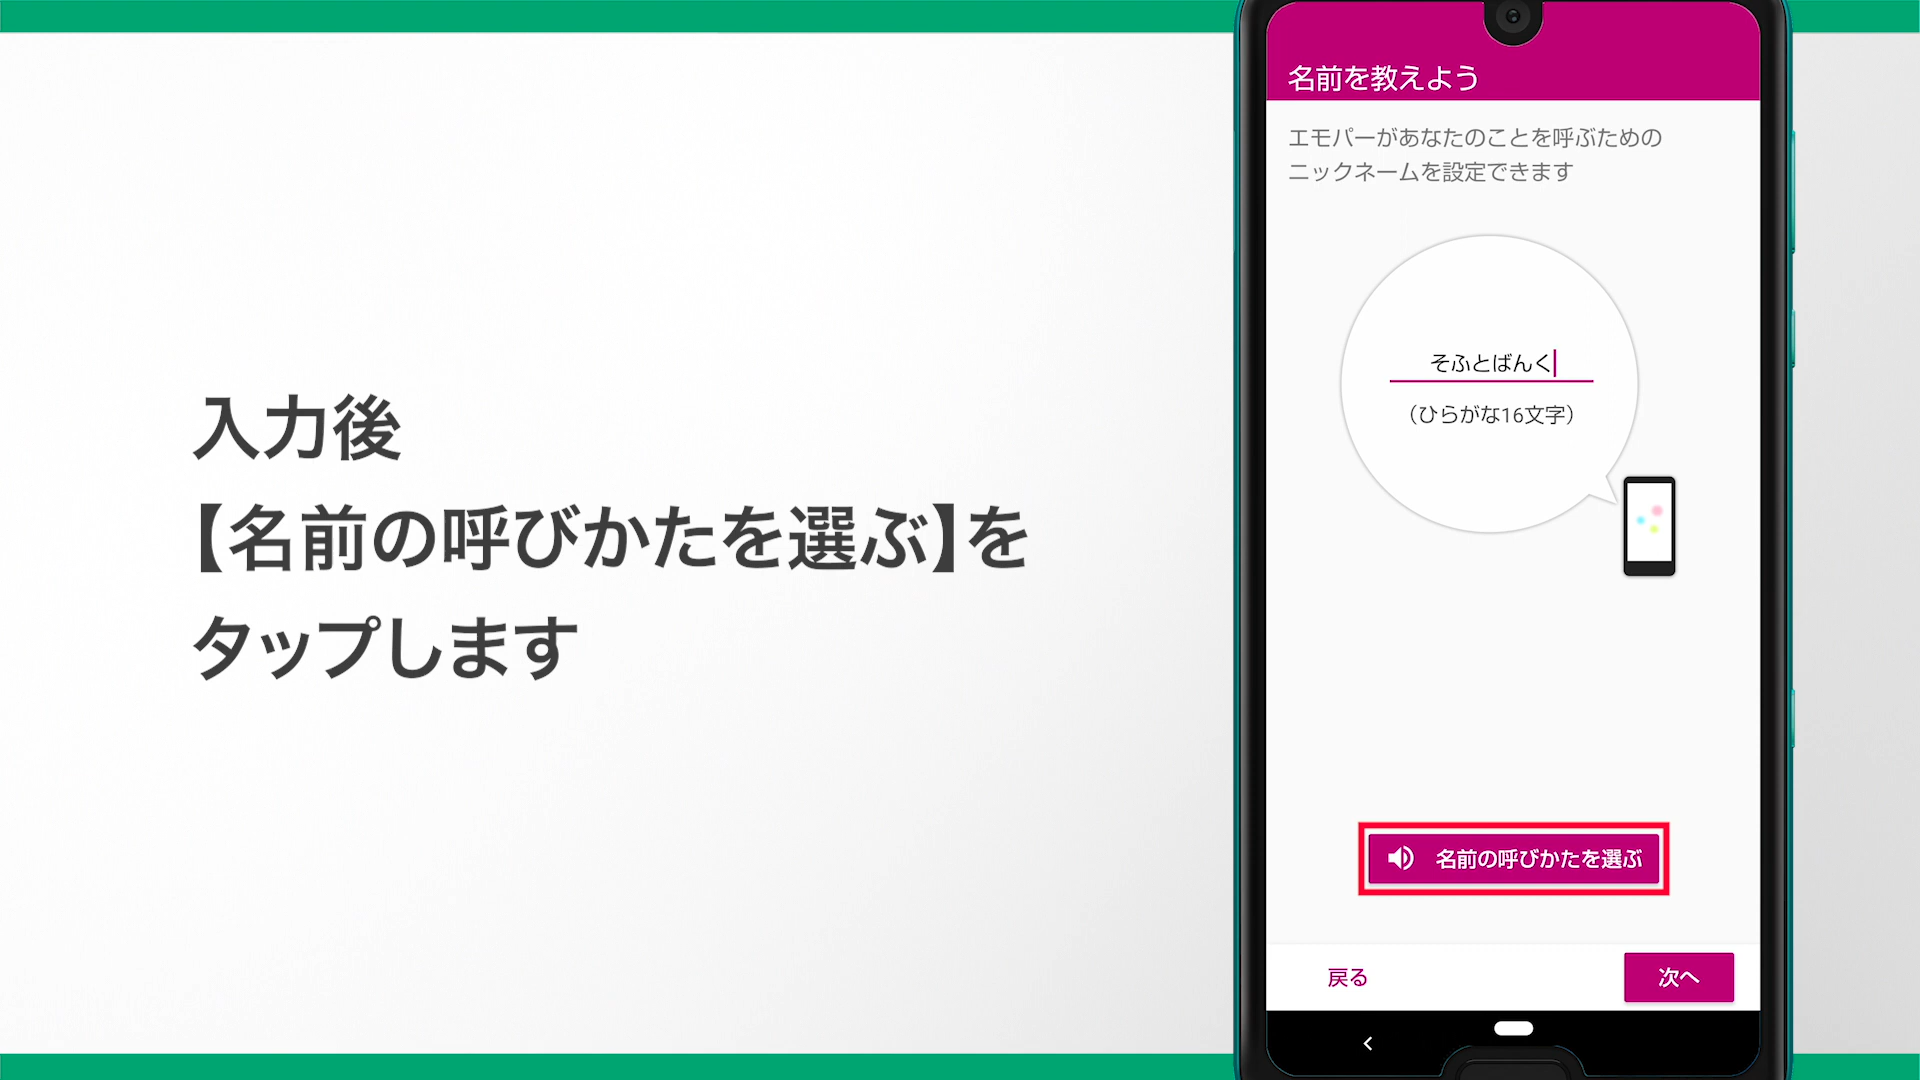 入力後
【名前の呼びかたを選ぶ】を
タップします
名前を教えよう
エモパーがあなたのことを呼ぶための
ニックネームを設定できます
そふとばんく
（ひらがな16文字）
名前の呼びかたを選ぶ
戻る
次へ